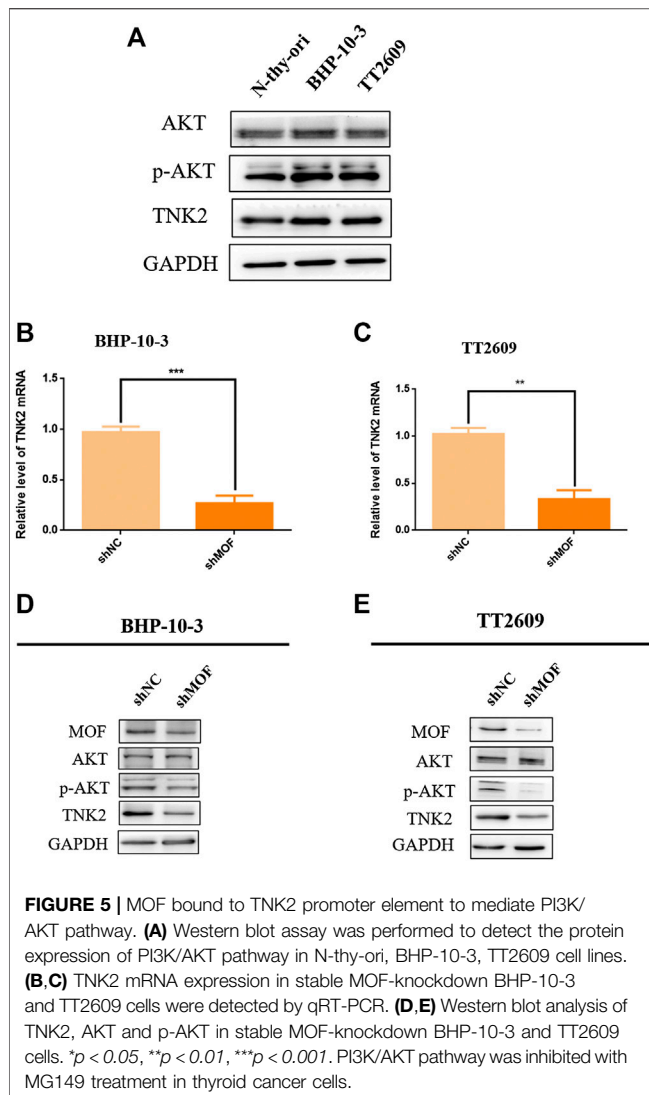 A
N-thy-ori
BHP-10-3
TT2609
AKT
p-AKT
TNK2
GAPDH
B
BHP-10-3
Relative level of TNK2 mRNA
1.5
1.0
0.5
0.0
***
shNC
shMOF
C
TT2609
Relative level of TNK2 mRNA
1.5
1.0
0.5
0.0
**
shNC
shMOF
D
BHP-10-3
shNC
shMOF
MOF
AKT
p-AKT
TNK2
GAPDH
E
TT2609
shNC
shMOF
MOF
AKT
p-AKT
TNK2
GAPDH
FIGURE 5 | MOF bound to TNK2 promoter element to mediate PI3K/
AKT pathway. (A) Western blot assay was performed to detect the protein
expression of PI3K/AKT pathway in N-thy-ori, BHP-10-3, TT2609 cell lines.
(B,C) TNK2 mRNA expression in stable MOF-knockdown BHP-10-3
and TT2609 cells were detected by qRT-PCR. (D,E) Western blot analysis of
TNK2, AKT and p-AKT in stable MOF-knockdown BHP-10-3 and TT2609
cells. *p < 0.05, **p < 0.01, ***p < 0.001. PI3K/AKT pathway was inhibited with
MG149 treatment in thyroid cancer cells.